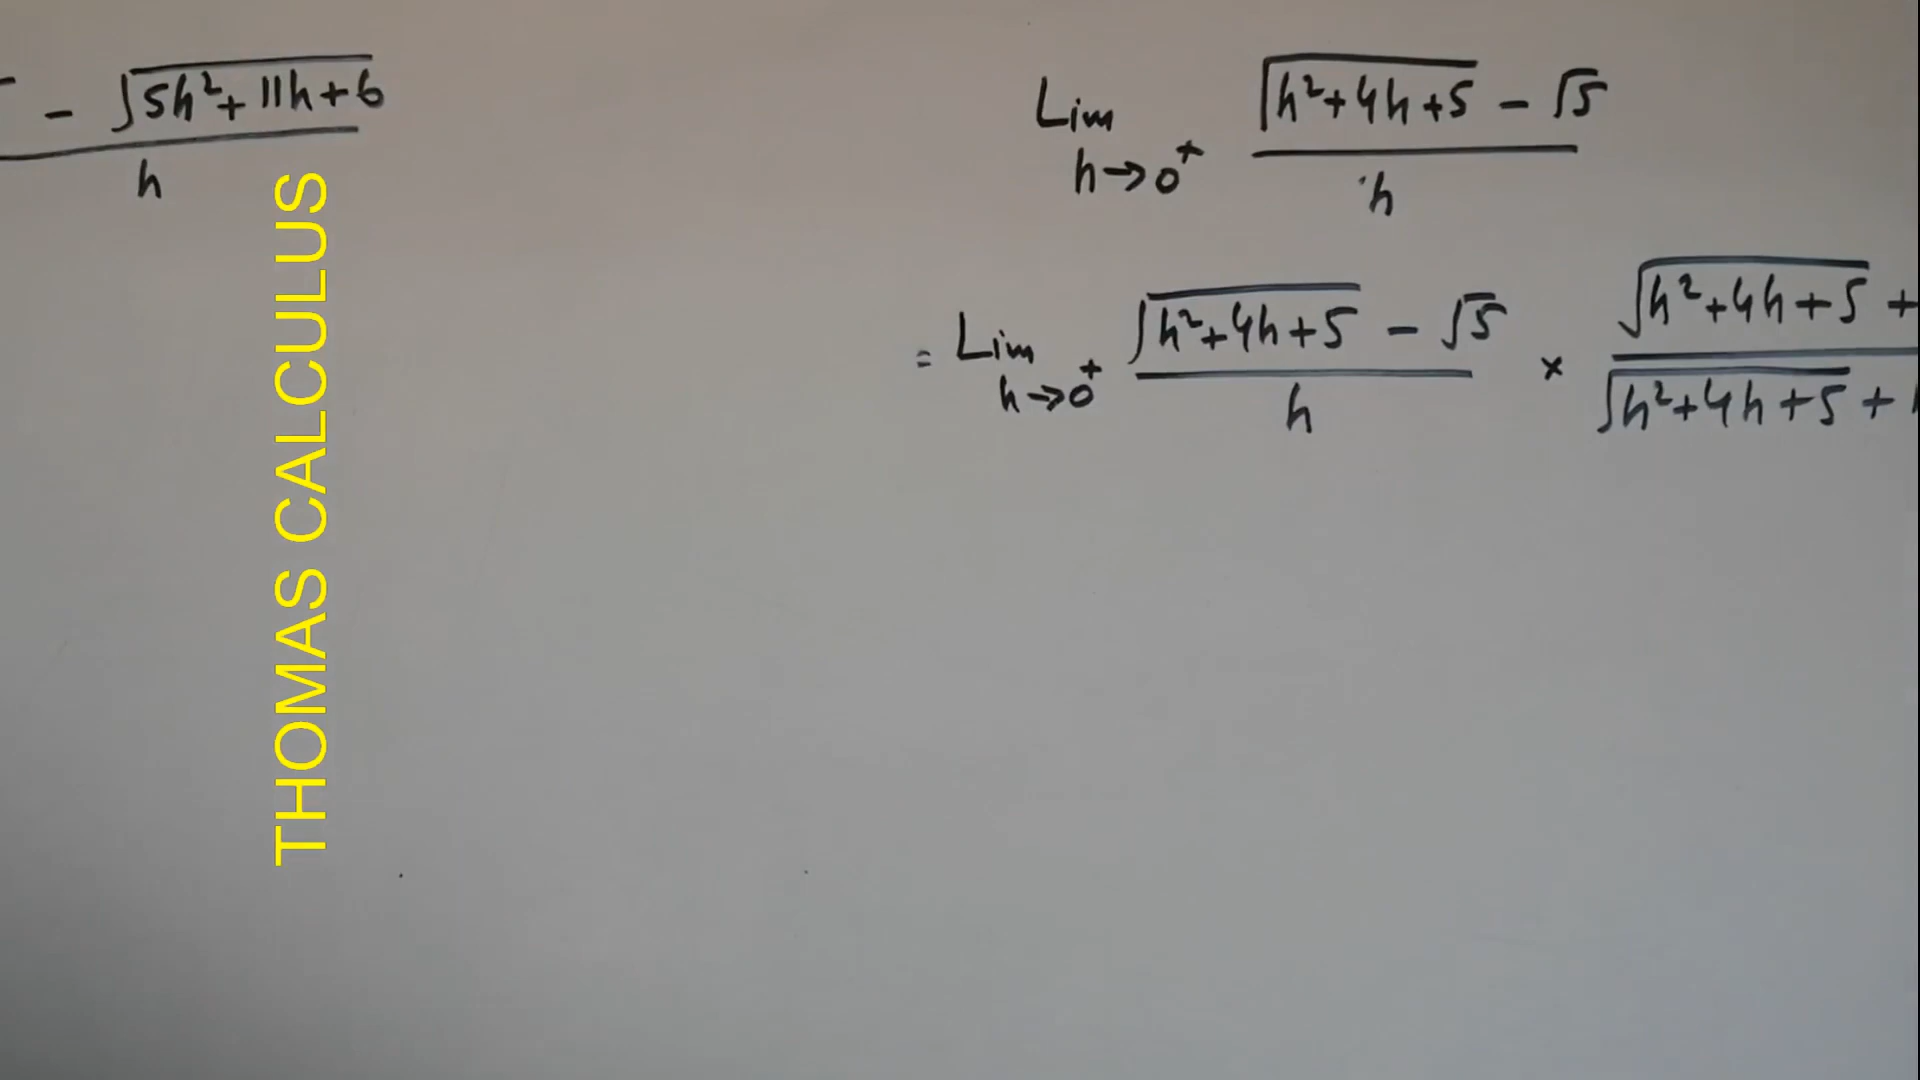 - √5h²+11h+6
h
THOMAS CALCULUS
Lim h→0⁺ √h²+4h+5 - √5
h
= Lim h→0⁺ √h²+4h+5 - √5 × √h²+4h+5 +
h √h²+4h+5 +